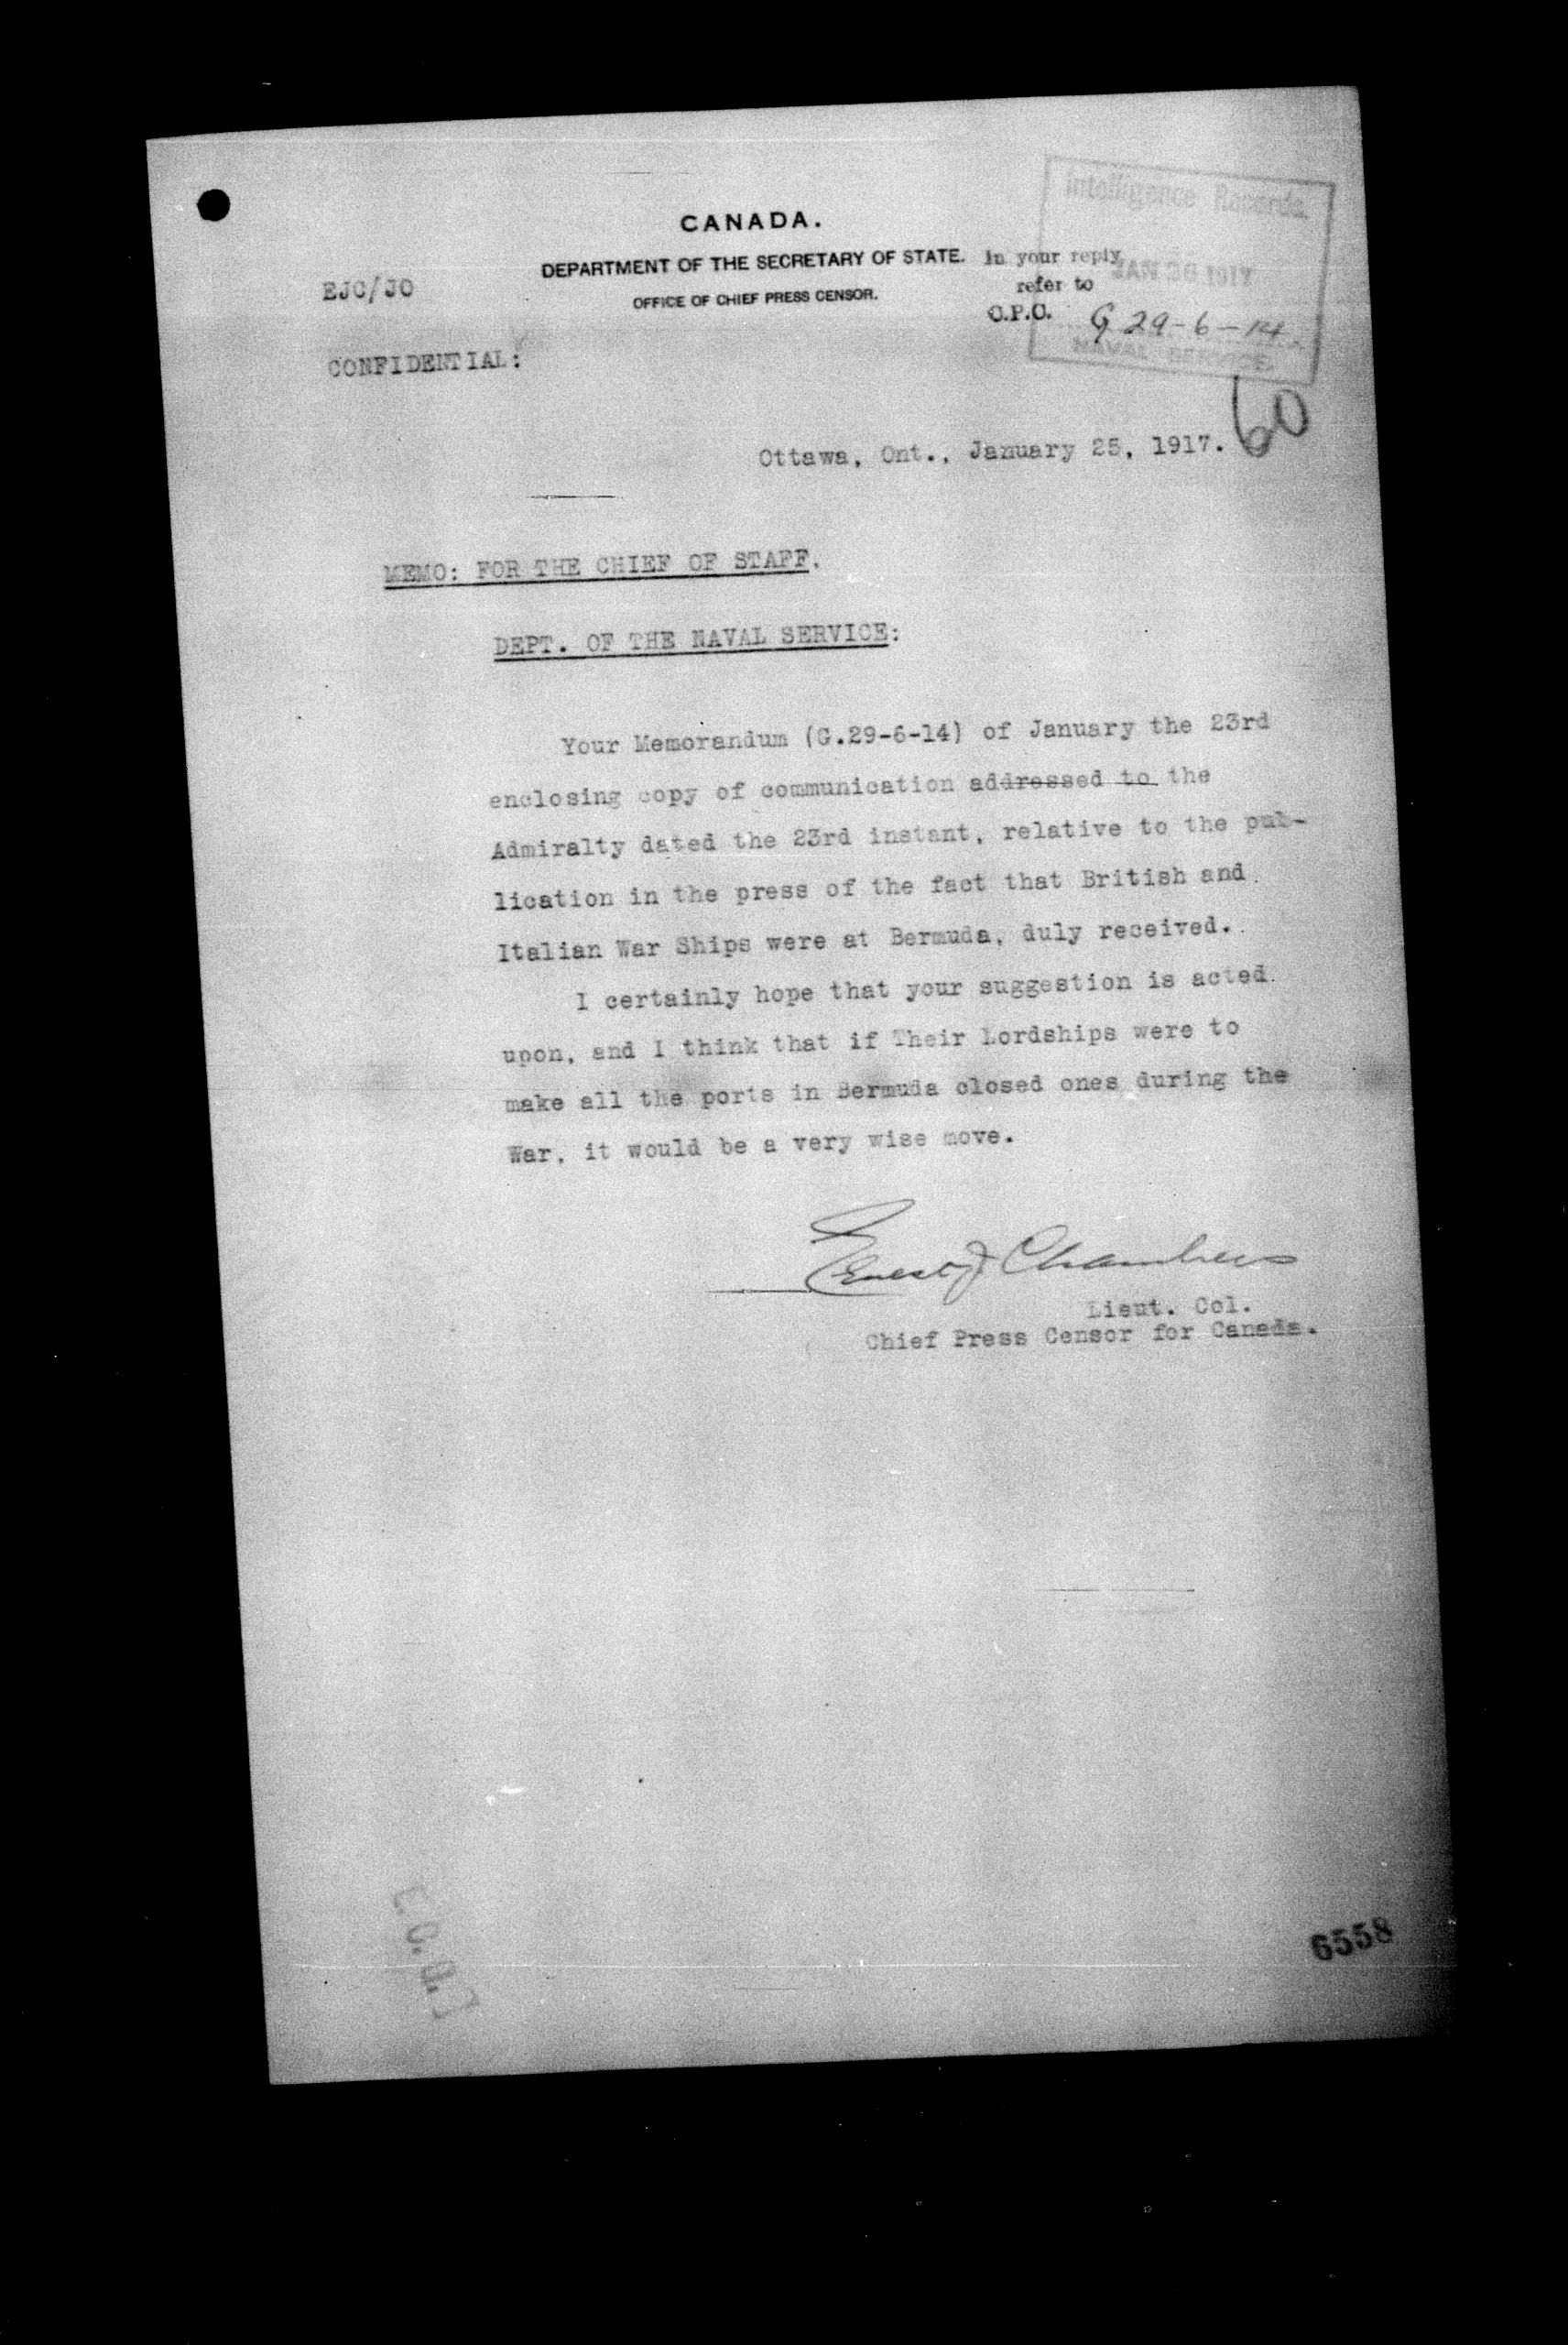 Intelligence Records
CANADA.
DEPARTMENT OF THE SECRETARY OF STATE.
OFFICE OF CHIEF PRESS CENSOR.
In your reply
refer to
C.P.C.
JAN 26 1917
G 29-6-14
NAVAL SERVICE
60
EJC/JO
CONFIDENTIAL:
Ottawa, Ont., January 25, 1917.
MEMO: FOR THE CHIEF OF STAFF.
DEPT. OF THE NAVAL SERVICE:
Your Memorandum (G.29-6-14) of January the 23rd
enclosing copy of communication addressed to the
Admiralty dated the 23rd instant, relative to the pub-
lication in the press of the fact that British and
Italian War Ships were at Bermuda, duly received.
I certainly hope that your suggestion is acted
upon, and I think that if Their Lordships were to
make all the ports in Bermuda closed ones during the
War, it would be a very wise move.
Ernest J Chambers
Lieut. Col.
Chief Press Censor for Canada.
6558